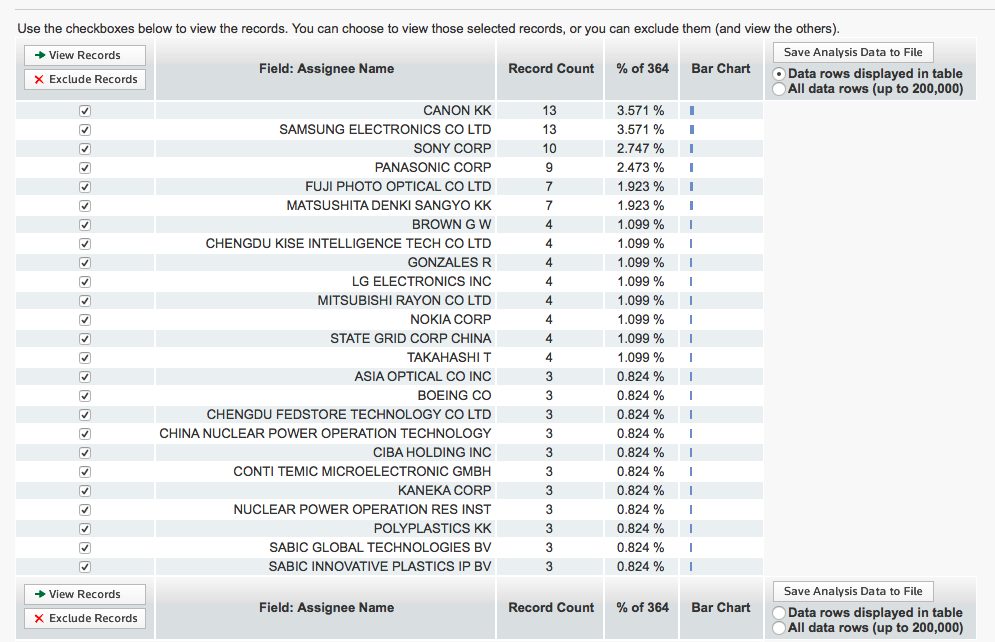 Use the checkboxes below to view the records. You can choose to view those selected records, or you can exclude them (and view the others).
View Records
Exclude Records
Field: Assignee Name Record Count % of 364 Bar Chart
Save Analysis Data to File
Data rows displayed in table
All data rows (up to 200,000)
CANON KK 13 3.571 %
SAMSUNG ELECTRONICS CO LTD 13 3.571 %
SONY CORP 10 2.747 %
PANASONIC CORP 9 2.473 %
FUJI PHOTO OPTICAL CO LTD 7 1.923 %
MATSUSHITA DENKI SANGYO KK 7 1.923 %
BROWN G W 4 1.099 %
CHENGDU KISE INTELLIGENCE TECH CO LTD 4 1.099 %
GONZALES R 4 1.099 %
LG ELECTRONICS INC 4 1.099 %
MITSUBISHI RAYON CO LTD 4 1.099 %
NOKIA CORP 4 1.099 %
STATE GRID CORP CHINA 4 1.099 %
TAKAHASHI T 4 1.099 %
ASIA OPTICAL CO INC 3 0.824 %
BOEING CO 3 0.824 %
CHENGDU FEDSTORE TECHNOLOGY CO LTD 3 0.824 %
CHINA NUCLEAR POWER OPERATION TECHNOLOGY 3 0.824 %
CIBA HOLDING INC 3 0.824 %
CONTI TEMIC MICROELECTRONIC GMBH 3 0.824 %
KANEKA CORP 3 0.824 %
NUCLEAR POWER OPERATION RES INST 3 0.824 %
POLYPLASTICS KK 3 0.824 %
SABIC GLOBAL TECHNOLOGIES BV 3 0.824 %
SABIC INNOVATIVE PLASTICS IP BV 3 0.824 %
View Records
Exclude Records
Field: Assignee Name Record Count % of 364 Bar Chart
Save Analysis Data to File
Data rows displayed in table
All data rows (up to 200,000)